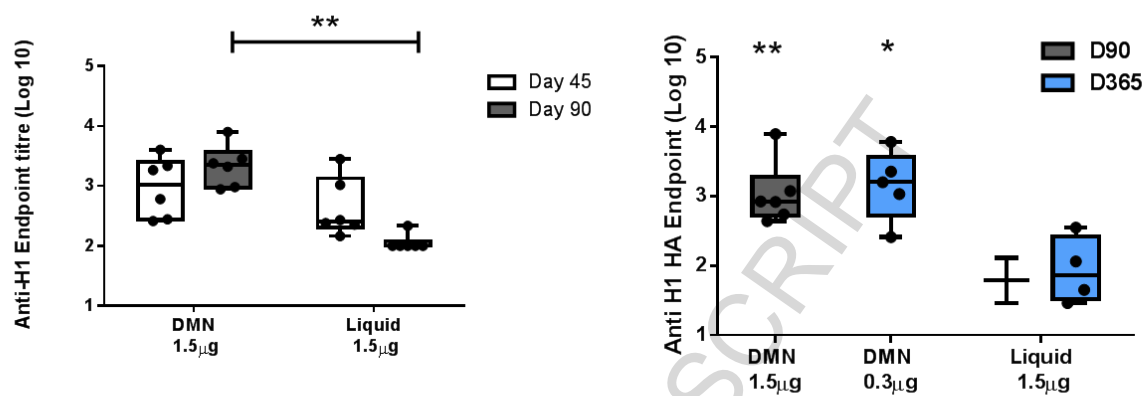 **
Anti-H1 Endpoint titre (Log 10)
5
4
3
2
1
DMN
1.5μg
Liquid
1.5μg
Day 45
Day 90
** *
Anti H1 HA Endpoint (Log 10)
5
4
3
2
1
DMN
1.5μg
DMN
0.3μg
Liquid
1.5μg
D90
D365
SCRIPT